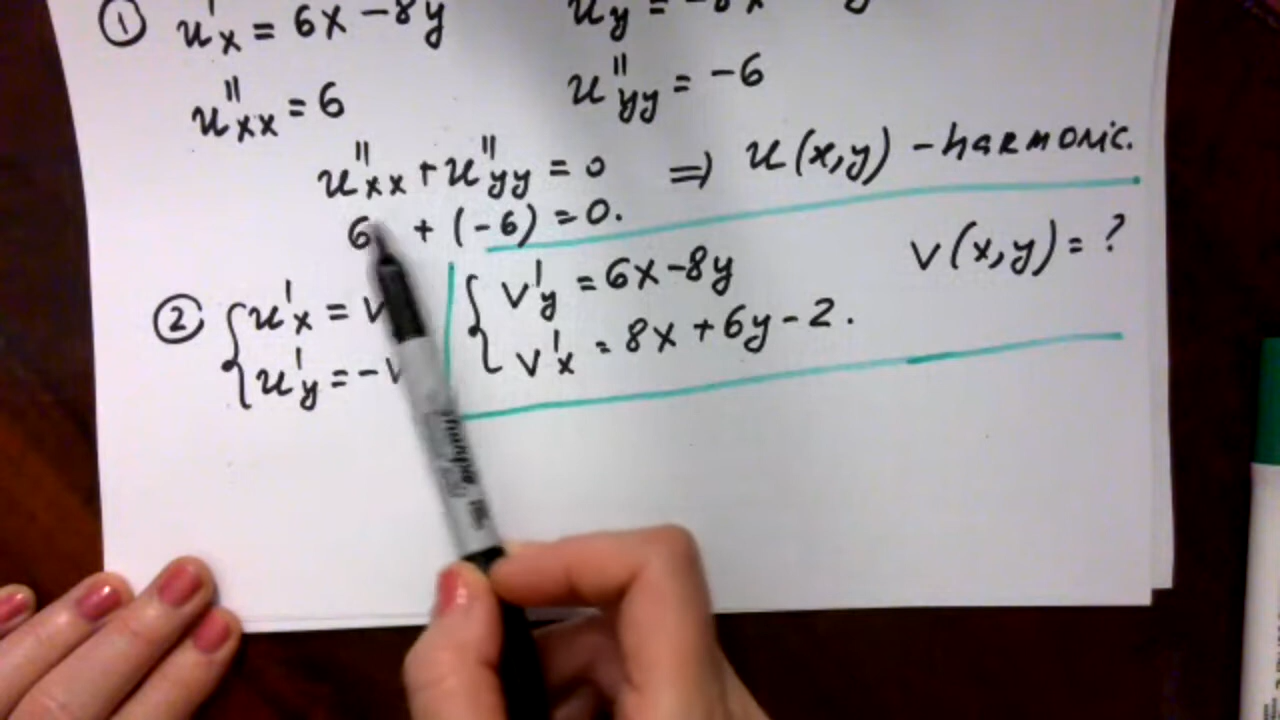 ① u'x = 6x - 8y
u''xx = 6 u''yy = -6
u''xx + u''yy = 0 ⇒ u(x,y) - harmonic.
6 + (-6) = 0.
② { u'x = v { v'y = 6x - 8y v(x,y) = ?
u'y = -v v'x = 8x + 6y - 2.
Sharpie